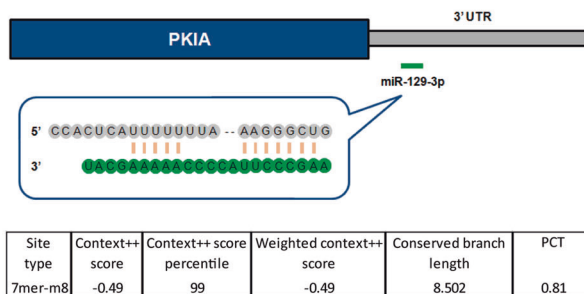 3'UTR
PKIA
miR-129-3p
5' CCACUCAUUUUUUUA--AAGGGCUG
3' UACGAAAAACCCCAUUCCCGAA
Site type Context++ score Context++ score percentile Weighted context++ score Conserved branch length PCT
7mer-m8 -0.49 99 -0.49 8.502 0.81